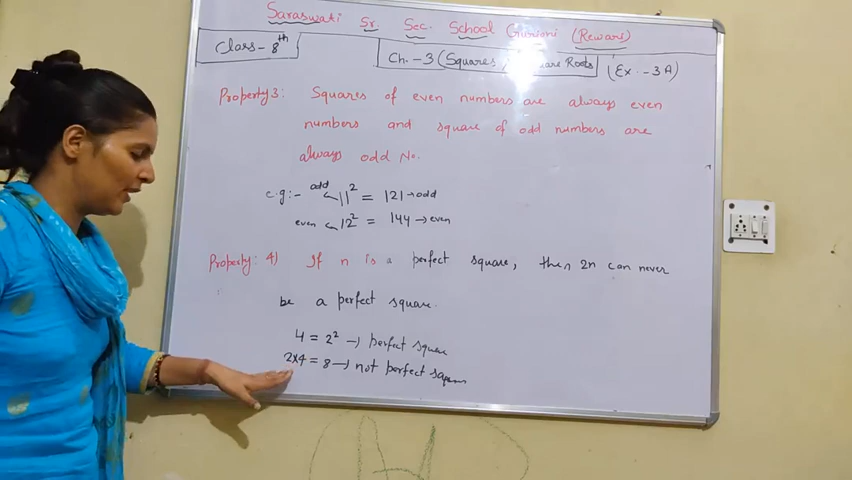 Saraswati Sr. Sec. School Gurioni (Rewari)
Class - 8th
Ch. - 3 (Squares, Square Roots) (Ex. - 3A)
Property 3: Squares of even numbers are always even
numbers and square of odd numbers are
always odd No.
e.g:- odd 11² = 121 → odd
even 12² = 144 → even
Property: 4) If n is a perfect square, then 2n can never
be a perfect square.
4 = 2² → perfect square
2x4 = 8 → not perfect square